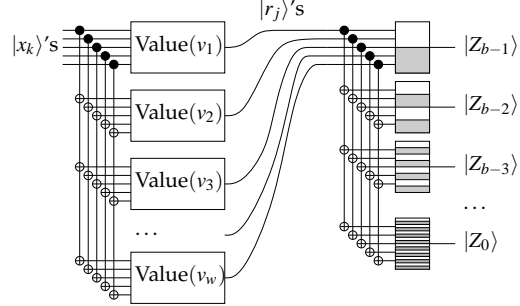 |r_j⟩'s
|x_k⟩'s
Value(v_1)
|Z_{b−1}⟩
Value(v_2)
|Z_{b−2}⟩
Value(v_3)
|Z_{b−3}⟩
...
...
Value(v_w)
|Z_0⟩